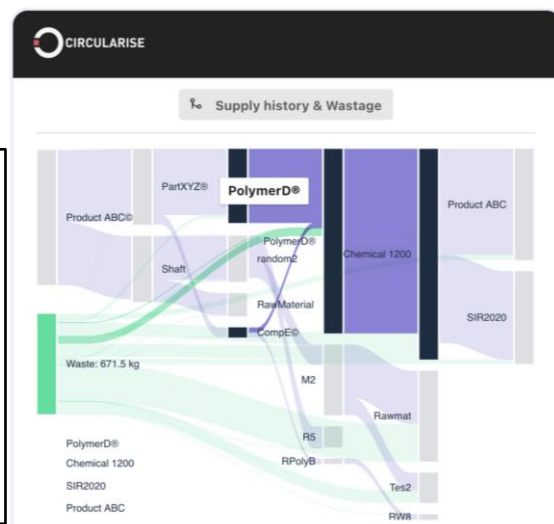 CIRCULARISE
Supply history & Wastage
PartXYZ®
PolymerD®
Product ABC©
Product ABC
PolymerD®
random2
Chemical 1200
Shaft
RawMaterial
SIR2020
CompE©
Waste: 671.5 kg
M2
Rawmat
R5
RPolyB
PolymerD®
Chemical 1200
Tes2
SIR2020
Product ABC
RW8